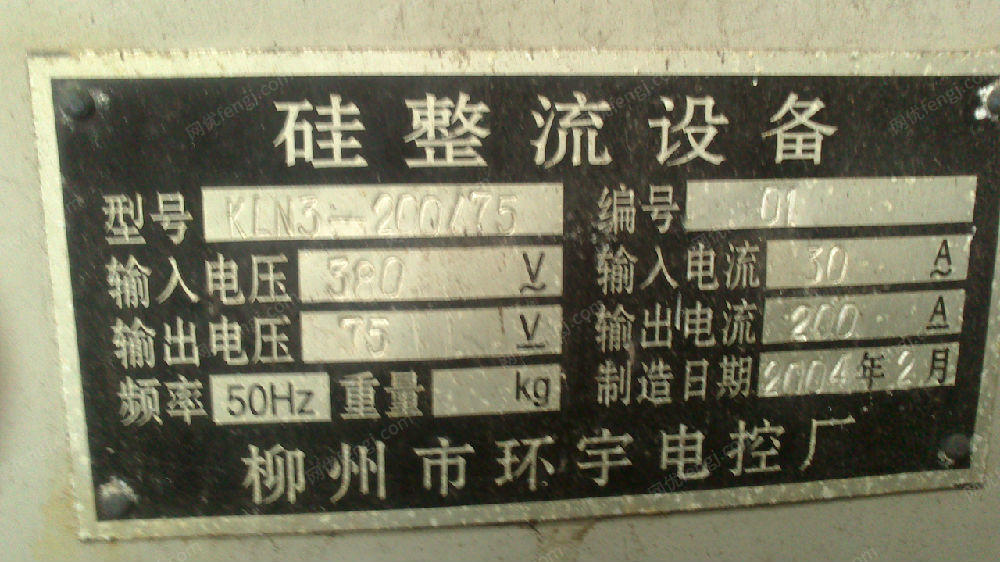 硅整流设备
型号 KLN3-200/75 编号 01
输入电压 380 V 输入电流 30 A
输出电压 75 V 输出电流 200 A
频率 50Hz 重量 kg 制造日期 2004年2月
柳州市环宇电控厂